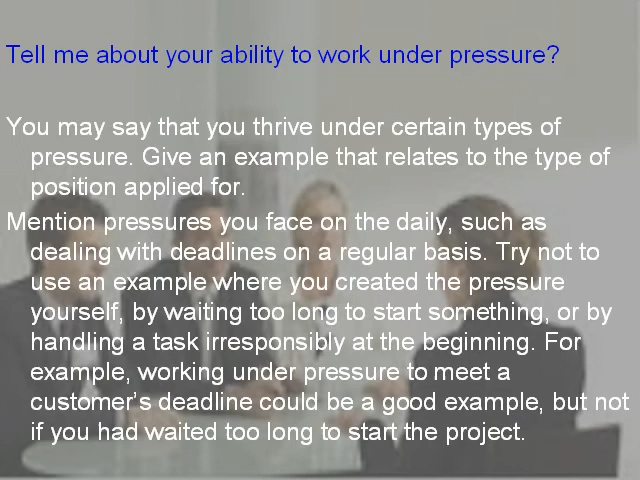 Tell me about your ability to work under pressure?
You may say that you thrive under certain types of
pressure. Give an example that relates to the type of
position applied for.
Mention pressures you face on the daily, such as
dealing with deadlines on a regular basis. Try not to
use an example where you created the pressure
yourself, by waiting too long to start something, or by
handling a task irresponsibly at the beginning. For
example, working under pressure to meet a
customer's deadline could be a good example, but not
if you had waited too long to start the project.